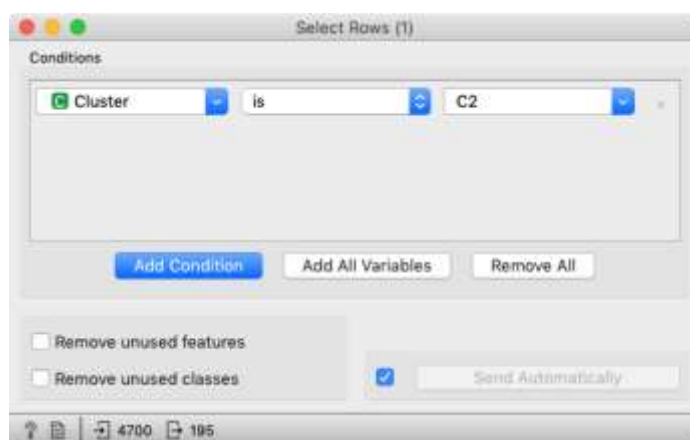 Select Rows (1)
Conditions
C Cluster is C2
Add Condition Add All Variables Remove All
Remove unused features
Remove unused classes Send Automatically
? 4700 195